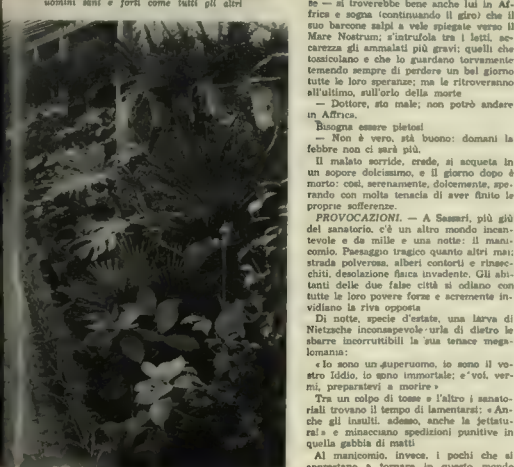 uomini sani e forti come tutti gli altri
se — si troverebbe bene anche lui in Af-
frica e sogna (continuando il giro) che il
suo barcone salpi a vele spiegate verso il
Mare Nostrum; s'intrufola tra i letti, ac-
carezza gli ammalati più gravi; quelli che
tossicolano e che lo guardano torvamente
temendo sempre di perdere un bel giorno
tutte le loro speranze; ma le ritroveranno
all'ultimo, sull'orlo della morte
— Dottore, sto male; non potrò andare
in Affrica.
Bisogna essere pietosi
— Non è vero, stà buono: domani la
febbre non ci sarà più.
Il malato sorride, crede, si acqueta in
un sopore dolcissimo, e il giorno dopo è
morto: così, serenamente, dolcemente, spe-
rando con molta tenacia di aver finito le
proprie sofferenze.
PROVOCAZIONI. — A Sassari, più giù
del sanatorio, c'è un altro mondo incan-
tevole e da mille e una notte: il mani-
comio. Paesaggio tragico quanto altri mai;
strada polverosa, alberi contorti e rinsec-
chiti, desolazione fisica invadente. Gli abi-
tanti delle due false città si odiano con
tutte le loro povere forze e acremente in-
vidiano la riva opposta
Di notte, specie d'estate, una larva di
Nietzsche inconsapevole urla di dietro le
sbarre incorruttibili la sua tenace mega-
lomania:
« Io sono un superuomo, io sono il vo-
stro Iddio, io sono immortale; e voi, ver-
mi, preparatevi a morire »
Tra un colpo di tosse e l'altro i sanato-
riali trovano il tempo di lamentarsi: « An-
che gli insulti, adesso, anche la jettatu-
ra! » e minacciano spedizioni punitive in
quella gabbia di matti
Al manicomio, invece, i pochi che si
a tornare in questo mondo